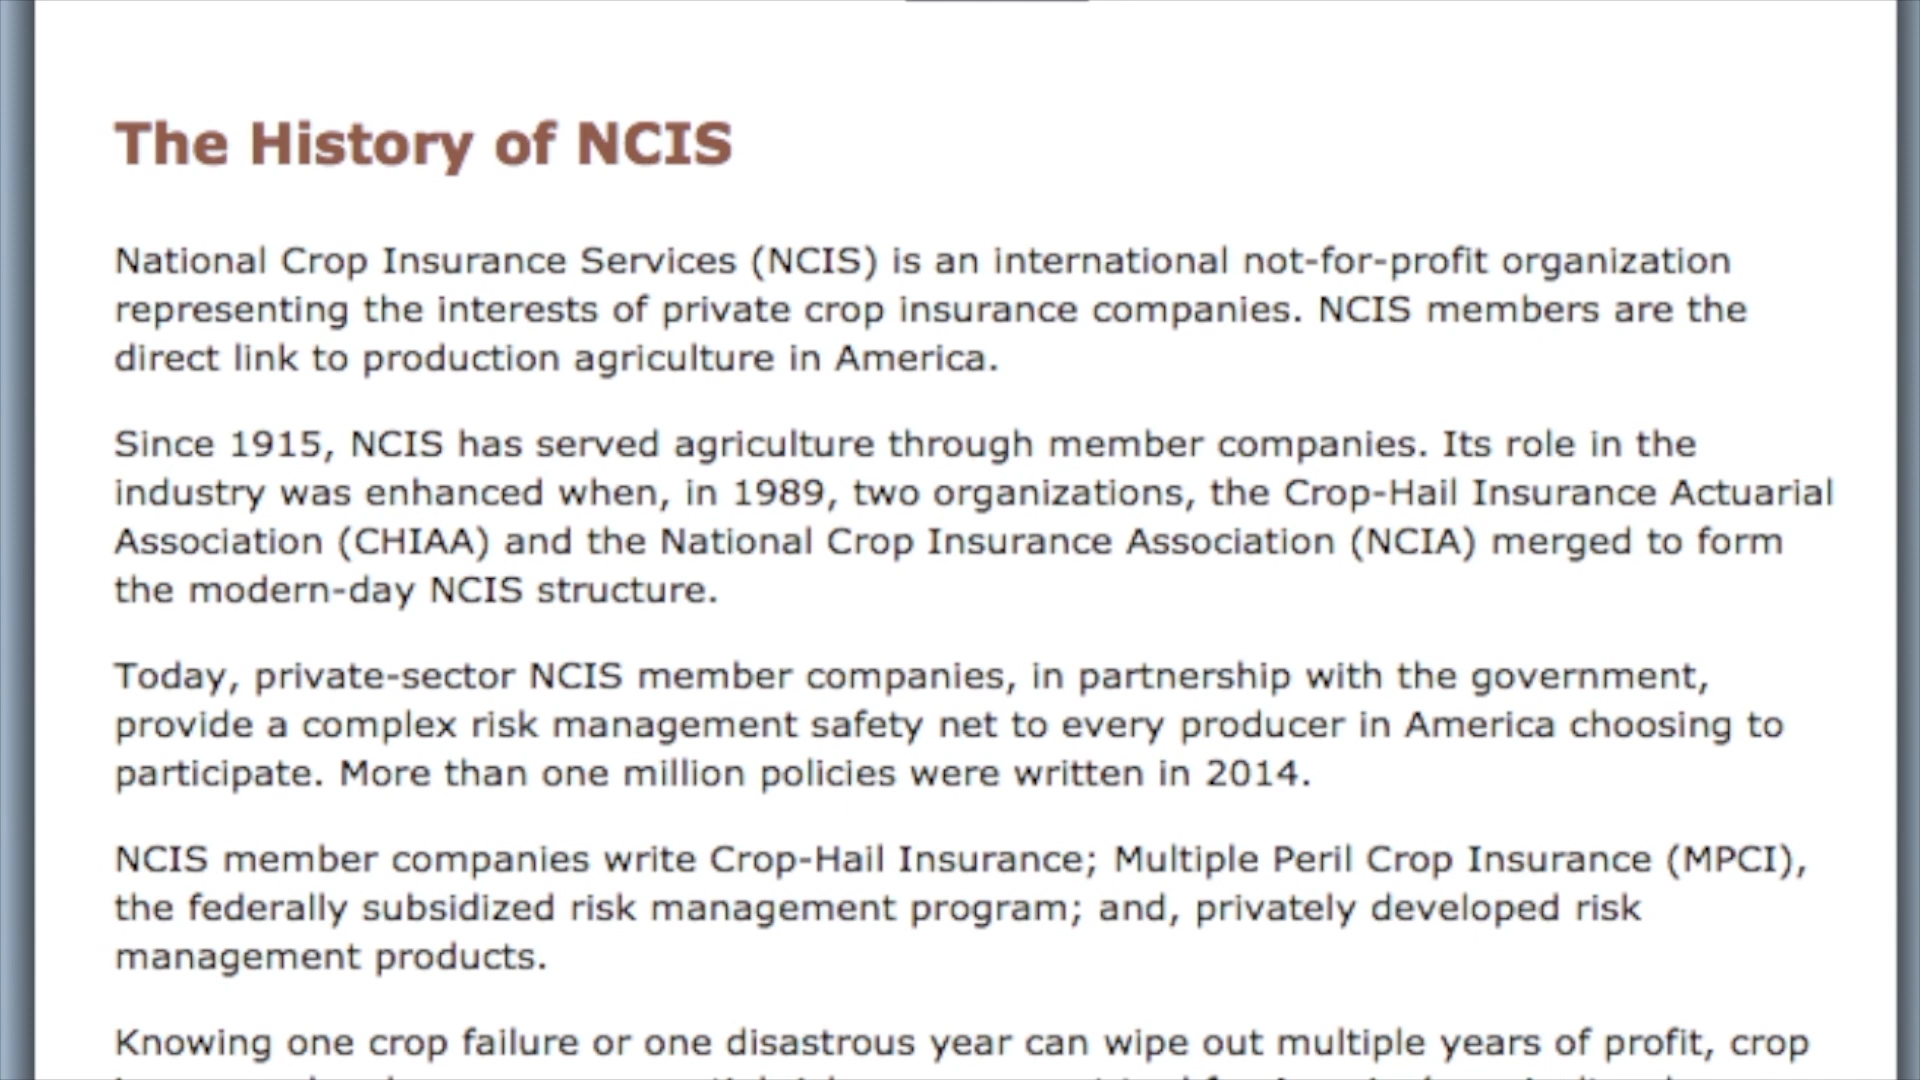 The History of NCIS
National Crop Insurance Services (NCIS) is an international not-for-profit organization
representing the interests of private crop insurance companies. NCIS members are the
direct link to production agriculture in America.
Since 1915, NCIS has served agriculture through member companies. Its role in the
industry was enhanced when, in 1989, two organizations, the Crop-Hail Insurance Actuarial
Association (CHIAA) and the National Crop Insurance Association (NCIA) merged to form
the modern-day NCIS structure.
Today, private-sector NCIS member companies, in partnership with the government,
provide a complex risk management safety net to every producer in America choosing to
participate. More than one million policies were written in 2014.
NCIS member companies write Crop-Hail Insurance; Multiple Peril Crop Insurance (MPCI),
the federally subsidized risk management program; and, privately developed risk
management products.
Knowing one crop failure or one disastrous year can wipe out multiple years of profit, crop